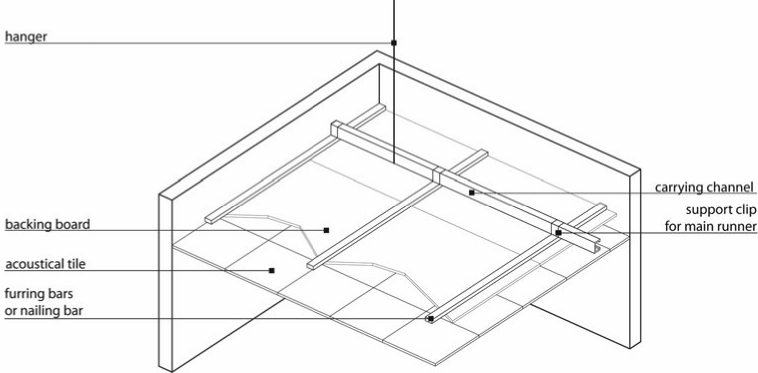 hanger
carrying channel
support clip
for main runner
backing board
acoustical tile
furring bars
or nailing bar